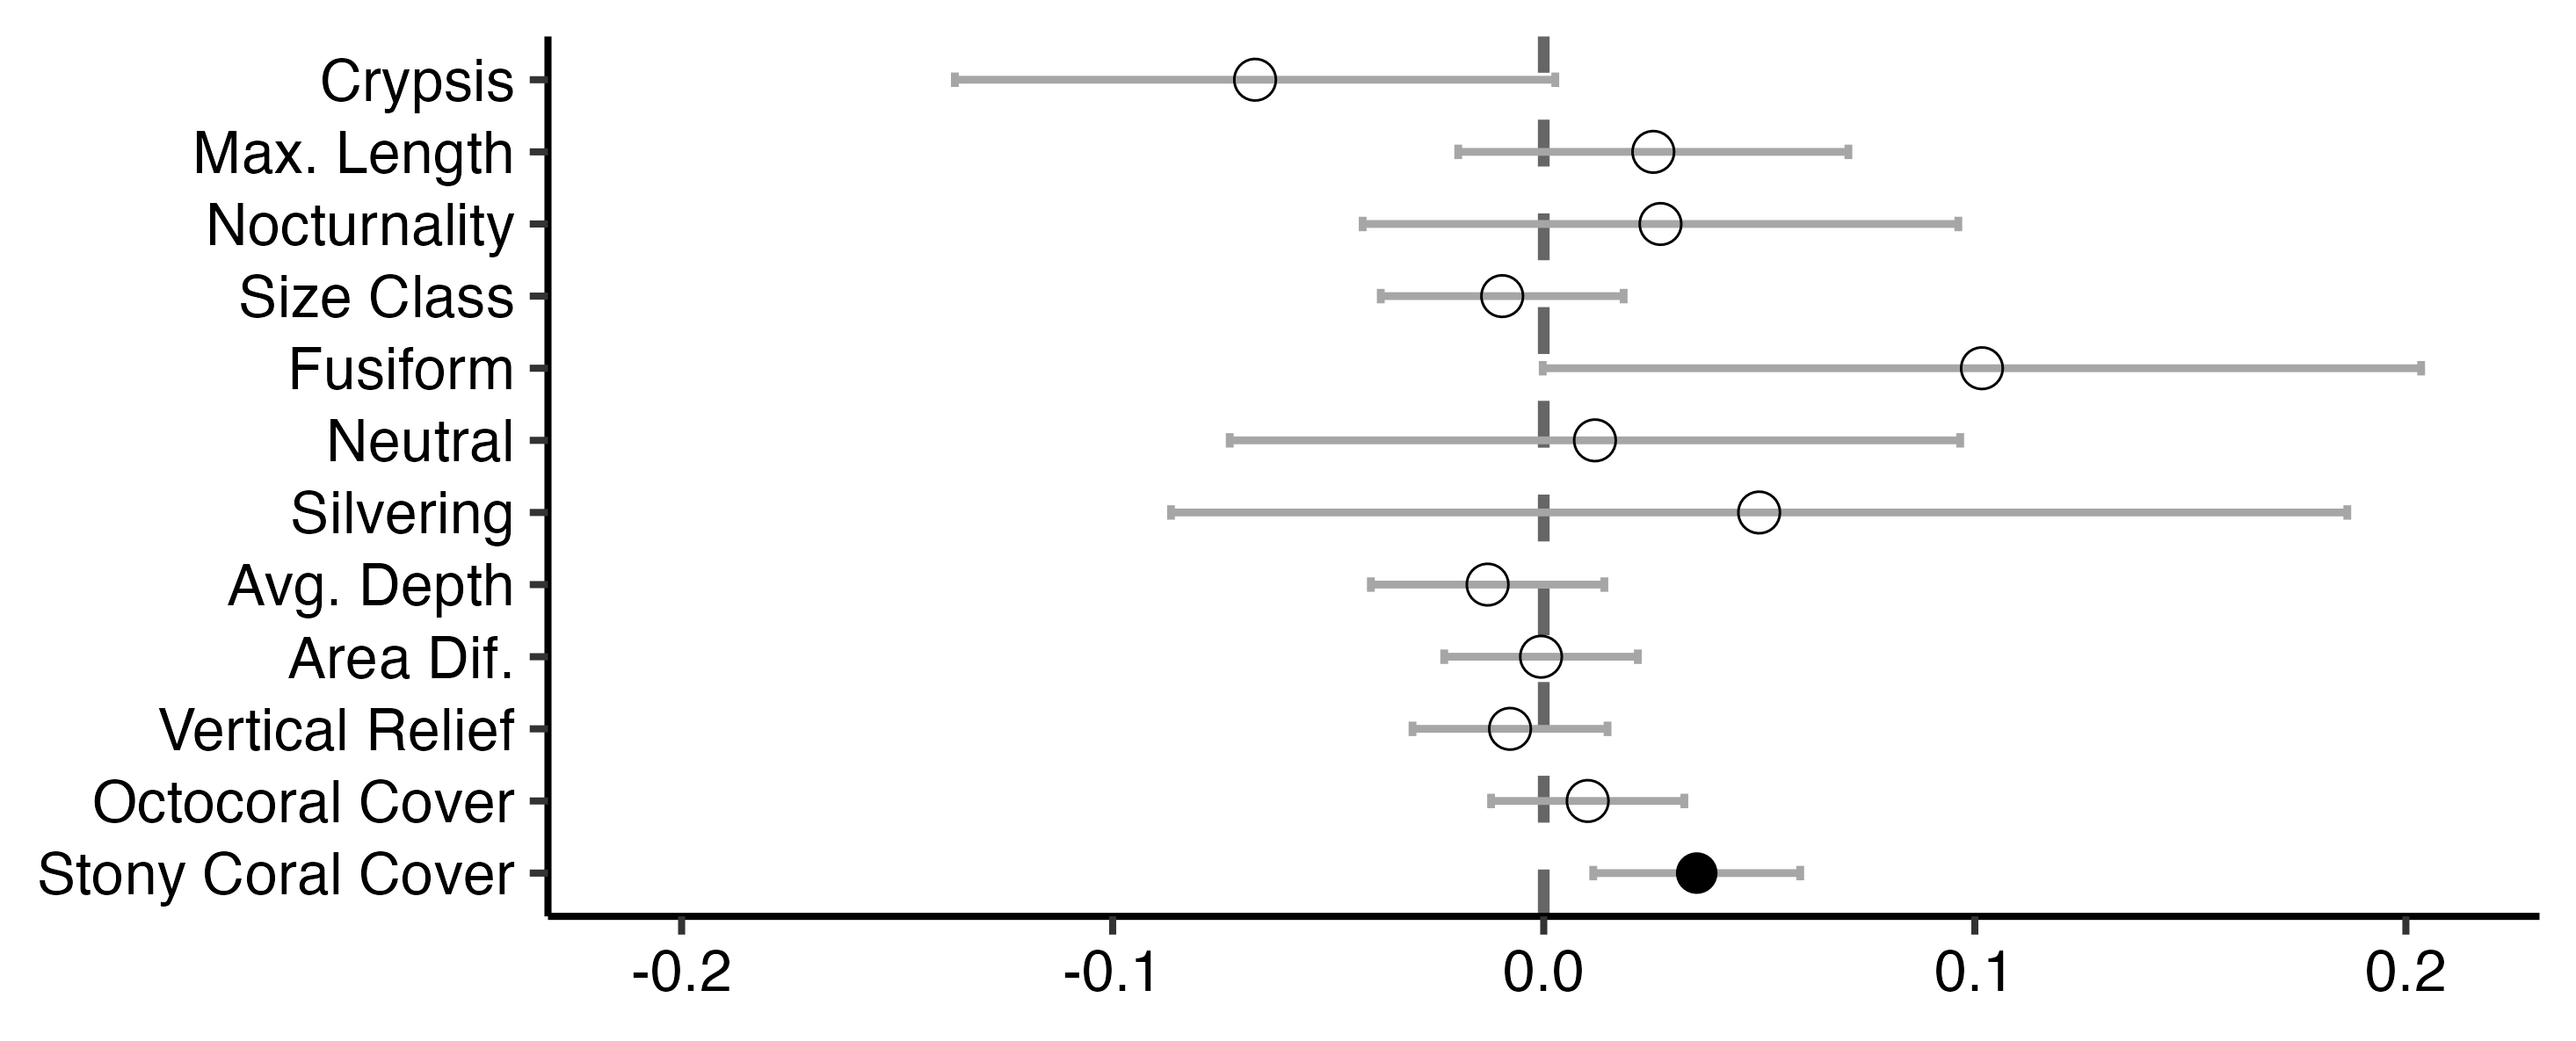 Crypsis
Max. Length
Nocturnality
Size Class
Fusiform
Neutral
Silvering
Avg. Depth
Area Dif.
Vertical Relief
Octocoral Cover
Stony Coral Cover
-0.2 -0.1 0.0 0.1 0.2